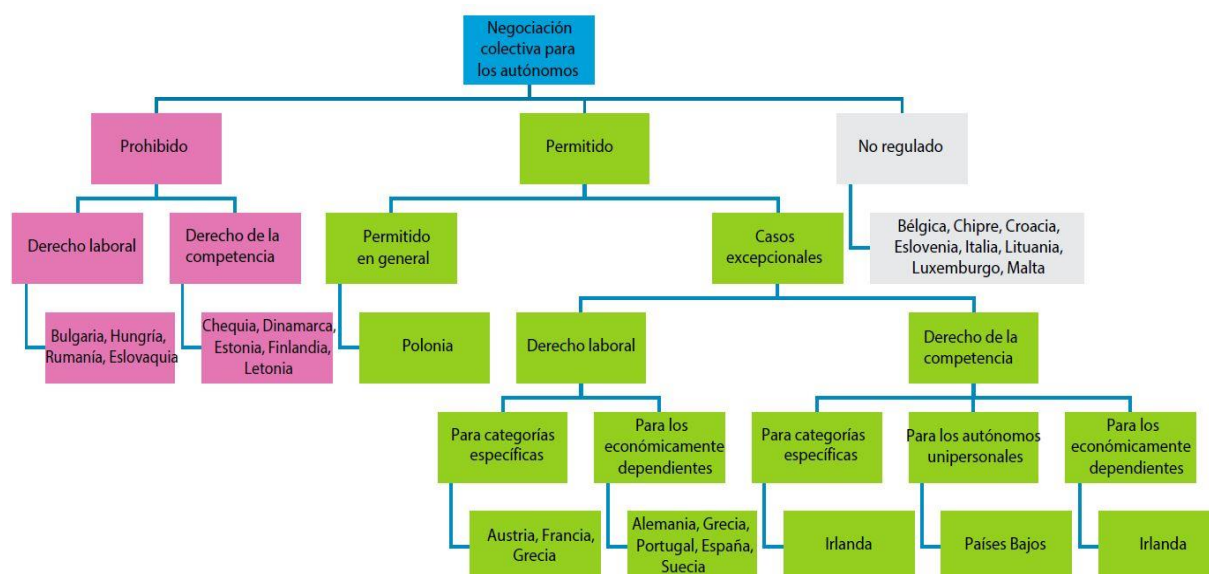 Negociación
colectiva para
los autónomos
Prohibido
Permitido
No regulado
Derecho laboral
Derecho de la
competencia
Permitido
en general
Casos
excepcionales
Bélgica, Chipre, Croacia,
Eslovenia, Italia, Lituania,
Luxemburgo, Malta
Bulgaria, Hungría,
Rumanía, Eslovaquia
Chequia, Dinamarca,
Estonia, Finlandia,
Letonia
Polonia
Derecho laboral
Derecho de la
competencia
Para categorías
específicas
Para los
económicamente
dependientes
Para categorías
específicas
Para los autónomos
unipersonales
Para los
económicamente
dependientes
Austria, Francia,
Grecia
Alemania, Grecia,
Portugal, España,
Suecia
Irlanda
Países Bajos
Irlanda